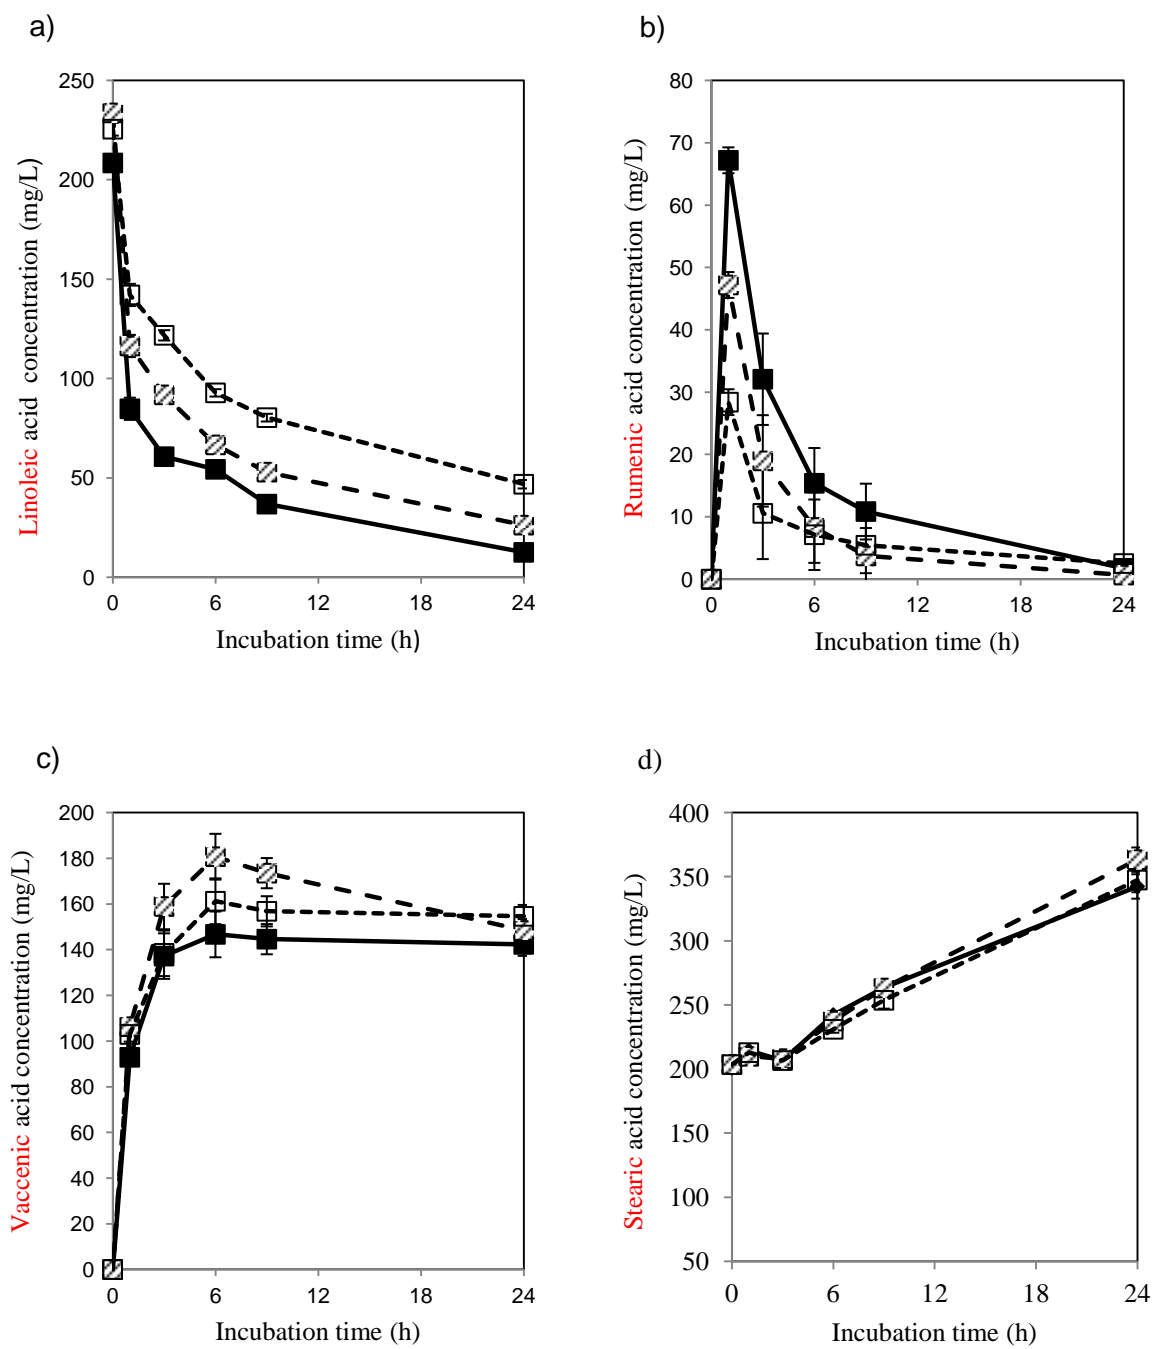 a)
250
200
150
100
50
0
0 6 12 18 24
Linoleic acid concentration (mg/L)
Incubation time (h)
b)
80
70
60
50
40
30
20
10
0
0 6 12 18 24
Rumenic acid concentration (mg/L)
Incubation time (h)
c)
200
180
160
140
120
100
80
60
40
20
0
0 6 12 18 24
Vaccenic acid concentration (mg/L)
Incubation time (h)
d)
400
350
300
250
200
150
100
50
0 6 12 18 24
Stearic acid concentration (mg/L)
Incubation time (h)